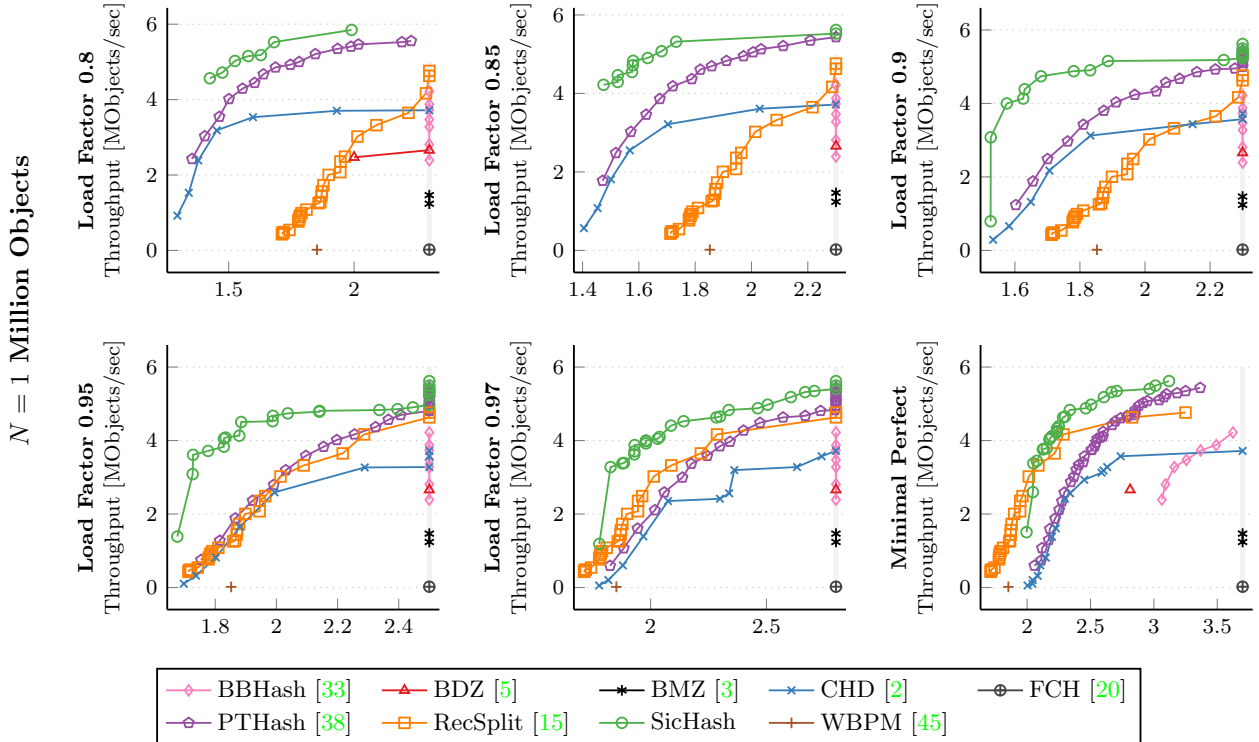 N = 1 Million Objects
Load Factor 0.8
Throughput [MObjects/sec]
6
4
2
0
1.5
2
Load Factor 0.85
Throughput [MObjects/sec]
6
4
2
0
1.4
1.6
1.8
2
2.2
Load Factor 0.9
Throughput [MObjects/sec]
6
4
2
0
1.6
1.8
2
2.2
Load Factor 0.95
Throughput [MObjects/sec]
6
4
2
0
1.8
2
2.2
2.4
Load Factor 0.97
Throughput [MObjects/sec]
6
4
2
0
2
2.5
Minimal Perfect
Throughput [MObjects/sec]
6
4
2
0
2
2.5
3
3.5
BBHash [33]
BDZ [5]
BMZ [3]
CHD [2]
FCH [20]
PTHash [38]
RecSplit [15]
SicHash
WBPM [45]